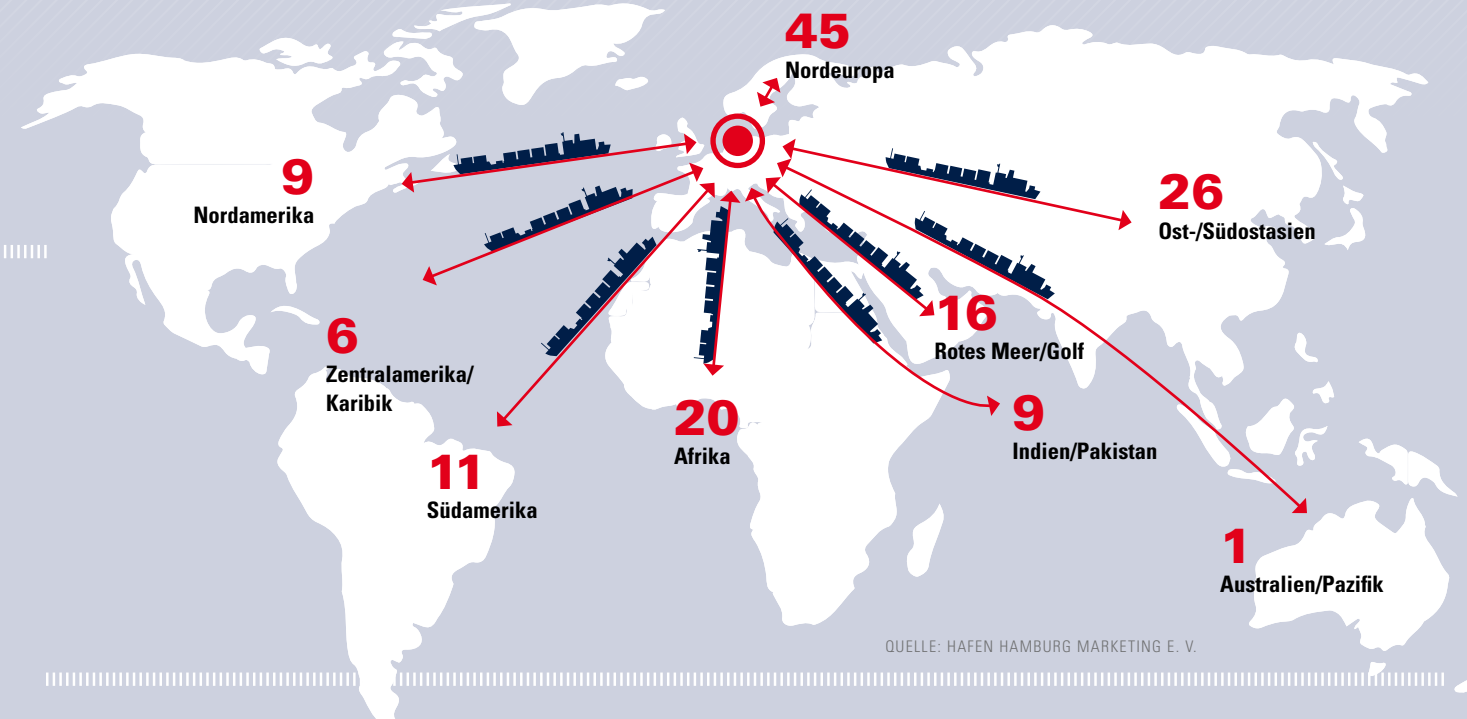 45
Nordeuropa
9
Nordamerika
26
Ost-/Südostasien
16
Rotes Meer/Golf
6
Zentralamerika/
Karibik
20
Afrika
9
Indien/Pakistan
11
Südamerika
1
Australien/Pazifik
QUELLE: HAFEN HAMBURG MARKETING E. V.